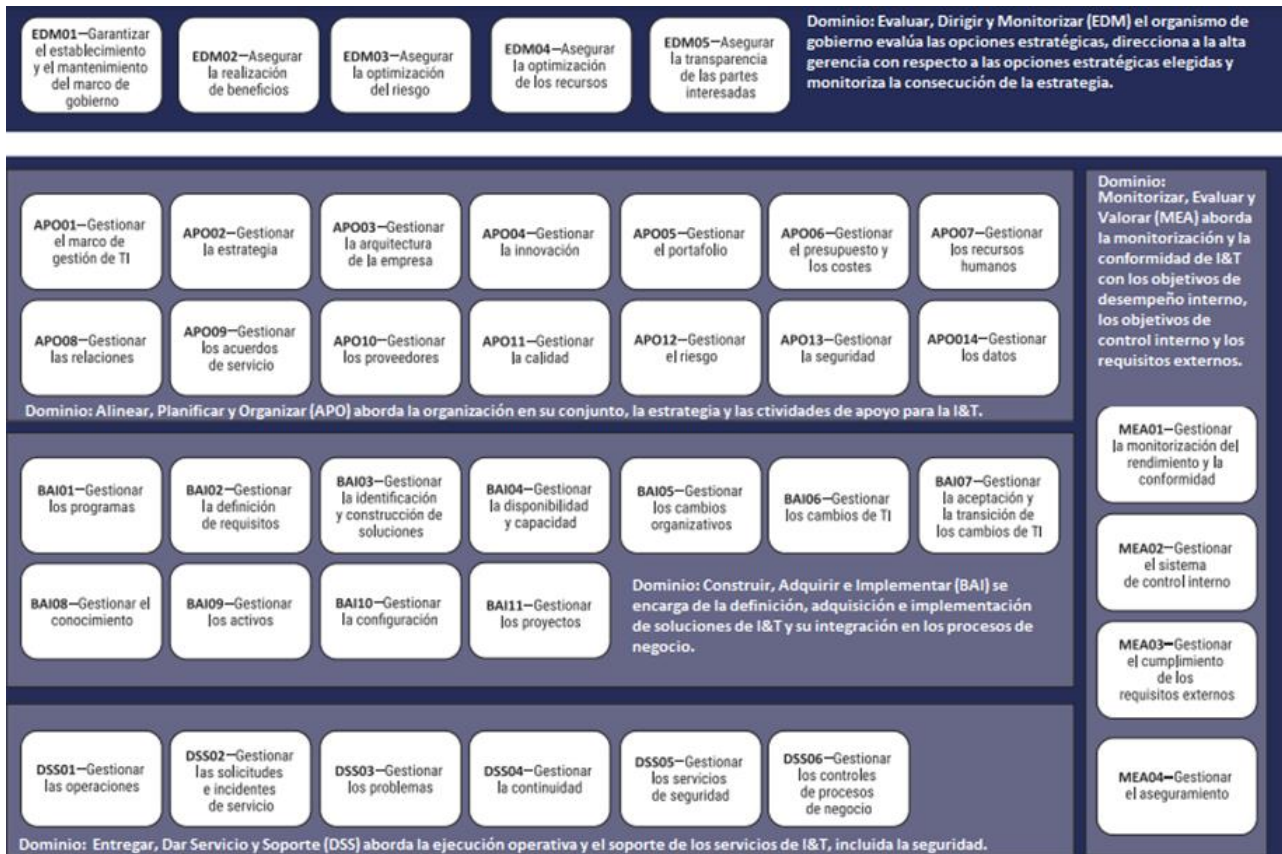 EDM01—Garantizar
el establecimiento
y el mantenimiento
del marco de
gobierno
EDM02—Asegurar
la realización
de beneficios
EDM03—Asegurar
la optimización
del riesgo
EDM04—Asegurar
la optimización
de los recursos
EDM05—Asegurar
la transparencia
de las partes
interesadas
Dominio: Evaluar, Dirigir y Monitorizar (EDM) el organismo de
gobierno evalúa las opciones estratégicas, direcciona a la alta
gerencia con respecto a las opciones estratégicas elegidas y
monitoriza la consecución de la estrategia.
APO01—Gestionar
el marco de
gestión de TI
APO02—Gestionar
la estrategia
APO03—Gestionar
la arquitectura
de la empresa
APO04—Gestionar
la innovación
APO05—Gestionar
el portafolio
APO06—Gestionar
el presupuesto y
los costes
APO07—Gestionar
los recursos
humanos
APO08—Gestionar
las relaciones
APO09—Gestionar
los acuerdos
de servicio
APO10—Gestionar
los proveedores
APO11—Gestionar
la calidad
APO12—Gestionar
el riesgo
APO13—Gestionar
la seguridad
APO014—Gestionar
los datos
Dominio: Alinear, Planificar y Organizar (APO) aborda la organización en su conjunto, la estrategia y las ctividades de apoyo para la I&T.
BAI01—Gestionar
los programas
BAI02—Gestionar
la definición
de requisitos
BAI03—Gestionar
la identificación
y construcción de
soluciones
BAI04—Gestionar
la disponibilidad
y capacidad
BAI05—Gestionar
los cambios
organizativos
BAI06—Gestionar
los cambios de TI
BAI07—Gestionar
la aceptación y
la transición de
los cambios de TI
BAI08—Gestionar el
conocimiento
BAI09—Gestionar
los activos
BAI10—Gestionar
la configuración
BAI11—Gestionar
los proyectos
Dominio: Construir, Adquirir e Implementar (BAI) se
encarga de la definición, adquisición e implementación
de soluciones de I&T y su integración en los procesos de
negocio.
DSS01—Gestionar
las operaciones
DSS02—Gestionar
las solicitudes
e incidentes
de servicio
DSS03—Gestionar
los problemas
DSS04—Gestionar
la continuidad
DSS05—Gestionar
los servicios
de seguridad
DSS06—Gestionar
los controles
de procesos
de negocio
Dominio: Entregar, Dar Servicio y Soporte (DSS) aborda la ejecución operativa y el soporte de los servicios de I&T, incluida la seguridad.
Dominio:
Monitorizar, Evaluar y
Valorar (MEA) aborda
la monitorización y la
conformidad de I&T
con los objetivos de
desempeño interno,
los objetivos de
control interno y los
requisitos externos.
MEA01—Gestionar
la monitorización del
rendimiento y la
conformidad
MEA02—Gestionar
el sistema
de control interno
MEA03—Gestionar
el cumplimiento
de los
requisitos externos
MEA04—Gestionar
el aseguramiento